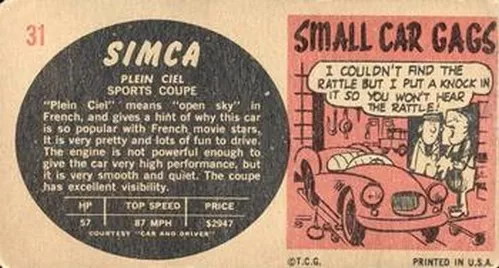 31
SIMCA
PLEIN CIEL
SPORTS COUPE
"Plein Ciel" means "open sky" in
French, and gives a hint of why this car
is so popular with French movie stars.
It is very pretty and lots of fun to drive.
The engine is not powerful enough to
give the car very high performance, but
it is very smooth and quiet. The coupe
has excellent visibility.
HP TOP SPEED PRICE
57 87 MPH $2947
COURTESY "CAR AND DRIVER"
SMALL CAR GAGS
I COULDN'T FIND THE
RATTLE BUT I PUT A KNOCK IN
IT SO YOU WON'T HEAR
THE RATTLE!
©T.C.G. PRINTED IN U.S.A.